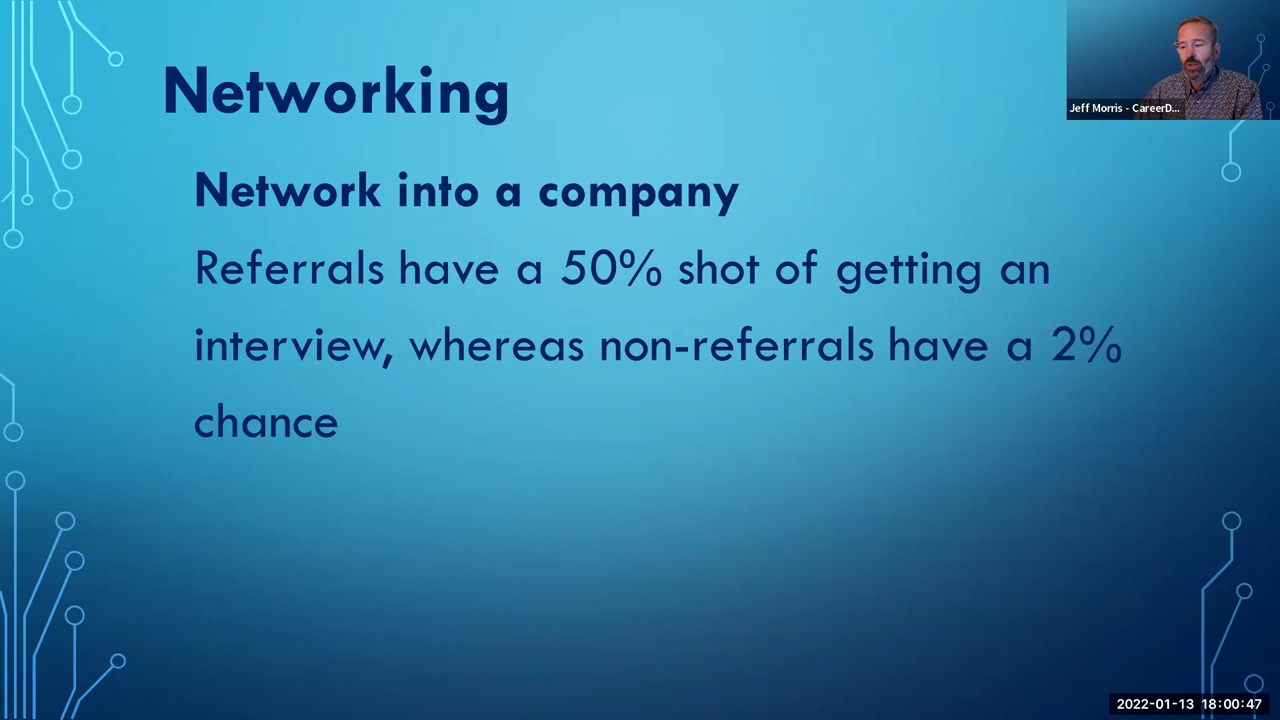 Networking
Jeff Morris - CareerD...
Network into a company
Referrals have a 50% shot of getting an
interview, whereas non-referrals have a 2%
chance
2022-01-13 18:00:47